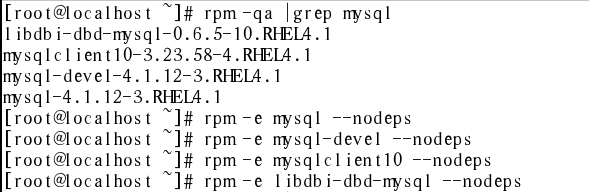 [root@localhost ~]# rpm -qa |grep mysql
libdbi-dbd-mysql-0.6.5-10.RHEL4.1
mysqlclient10-3.23.58-4.RHEL4.1
mysql-devel-4.1.12-3.RHEL4.1
mysql-4.1.12-3.RHEL4.1
[root@localhost ~]# rpm -e mysql --nodeps
[root@localhost ~]# rpm -e mysql-devel --nodeps
[root@localhost ~]# rpm -e mysqlclient10 --nodeps
[root@localhost ~]# rpm -e libdbi-dbd-mysql --nodeps